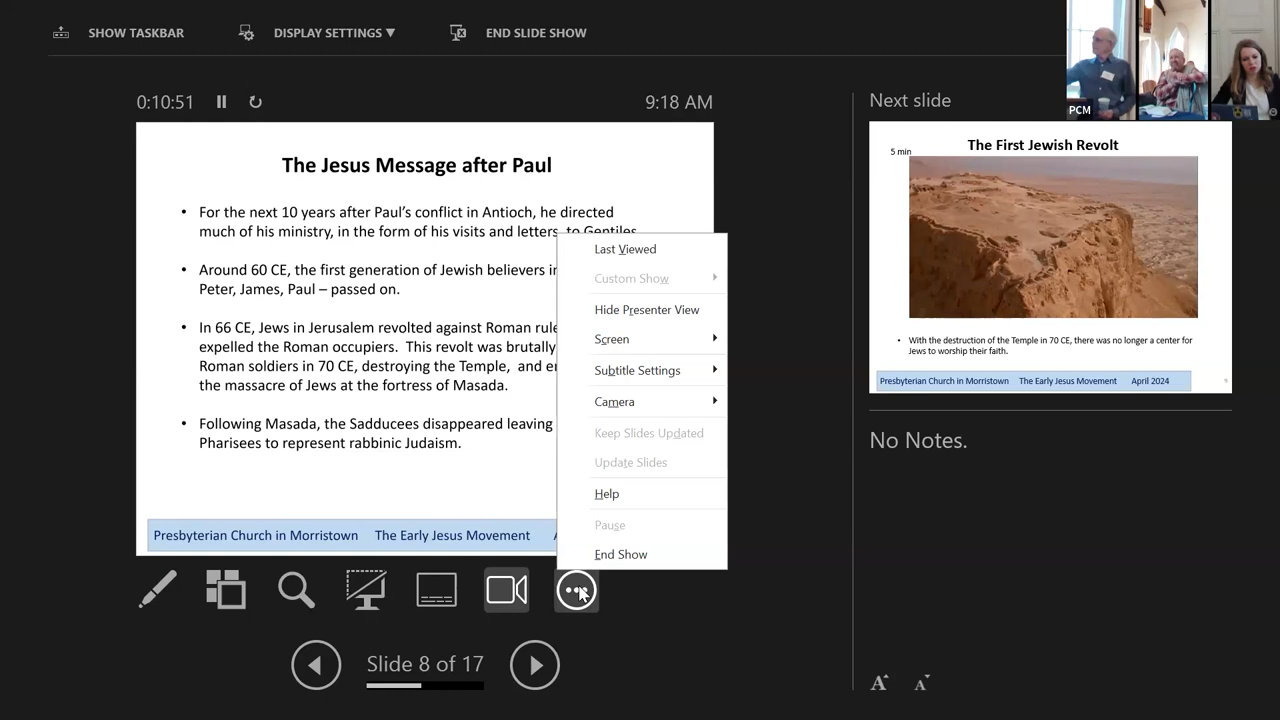 SHOW TASKBAR
DISPLAY SETTINGS ▼
END SLIDE SHOW
PCM
0:10:51
9:18 AM
The Jesus Message after Paul
• For the next 10 years after Paul's conflict in Antioch, he directed
much of his ministry, in the form of his visits and letters, to Gentiles
• Around 60 CE, the first generation of Jewish believers in
Peter, James, Paul – passed on.
• In 66 CE, Jews in Jerusalem revolted against Roman rule
expelled the Roman occupiers. This revolt was brutally
Roman soldiers in 70 CE, destroying the Temple, and
the massacre of Jews at the fortress of Masada.
• Following Masada, the Sadducees disappeared leaving
Pharisees to represent rabbinic Judaism.
Presbyterian Church in Morristown The Early Jesus Movement
Last Viewed
Custom Show
Hide Presenter View
Screen
Subtitle Settings
Camera
Keep Slides Updated
Update Slides
Help
Pause
End Show
Slide 8 of 17
Next slide
5 min
The First Jewish Revolt
• With the destruction of the Temple in 70 CE, there was no longer a center for
Jews to worship their faith.
Presbyterian Church in Morristown The Early Jesus Movement April 2024
No Notes.
A A